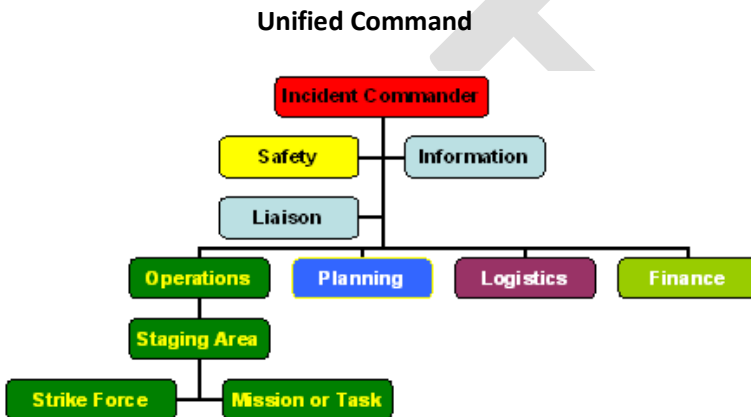 Unified Command
Incident Commander
Safety
Information
Liaison
Operations
Planning
Logistics
Finance
Staging Area
Strike Force
Mission or Task